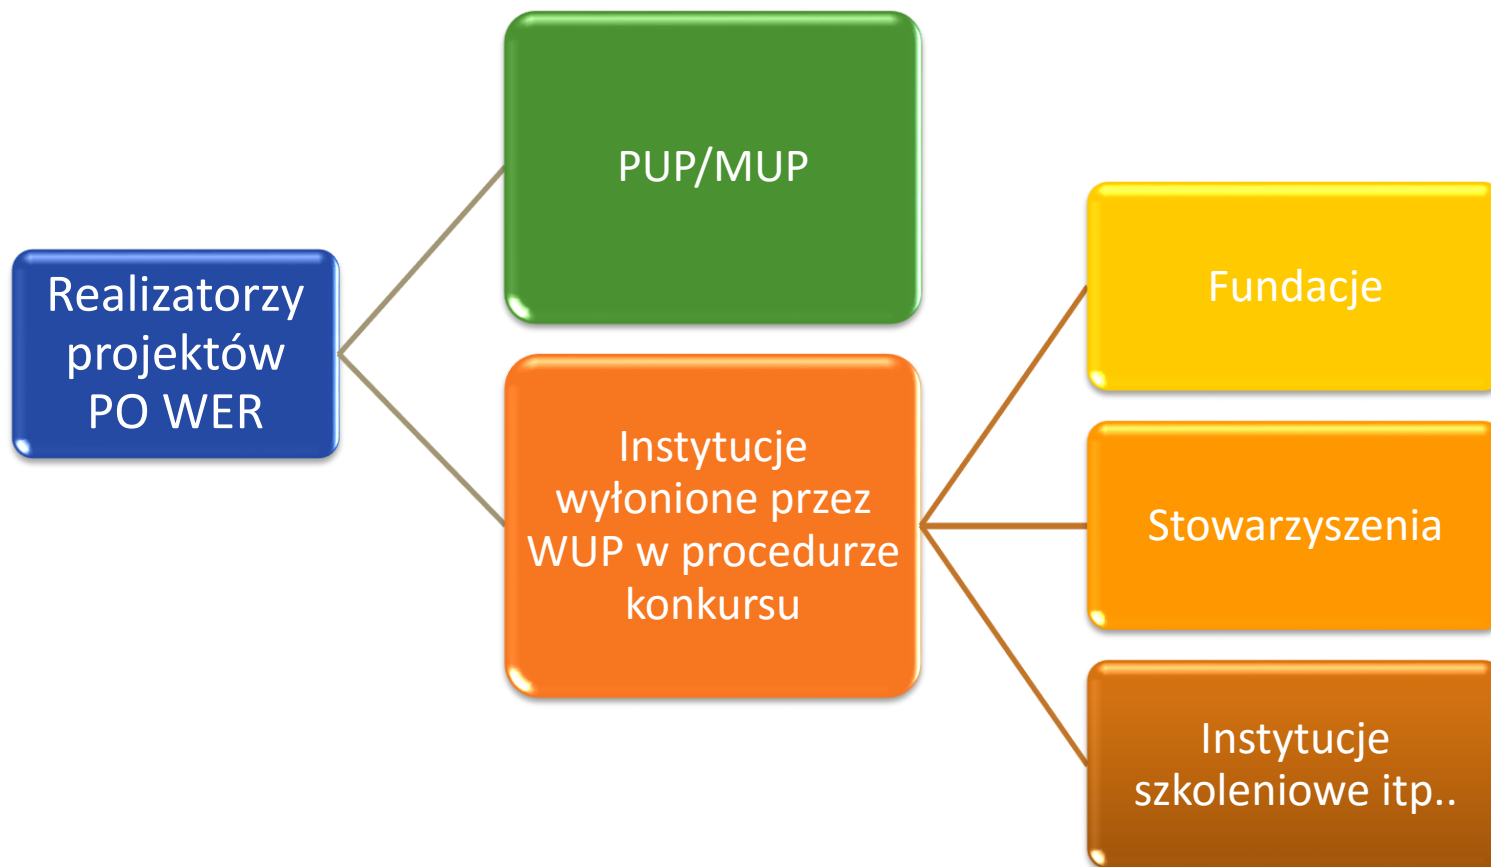 Realizatorzy
projektów
PO WER
PUP/MUP
Instytucje
wyłonione przez
WUP w procedurze
konkursu
Fundacje
Stowarzyszenia
Instytucje
szkoleniowe itp..